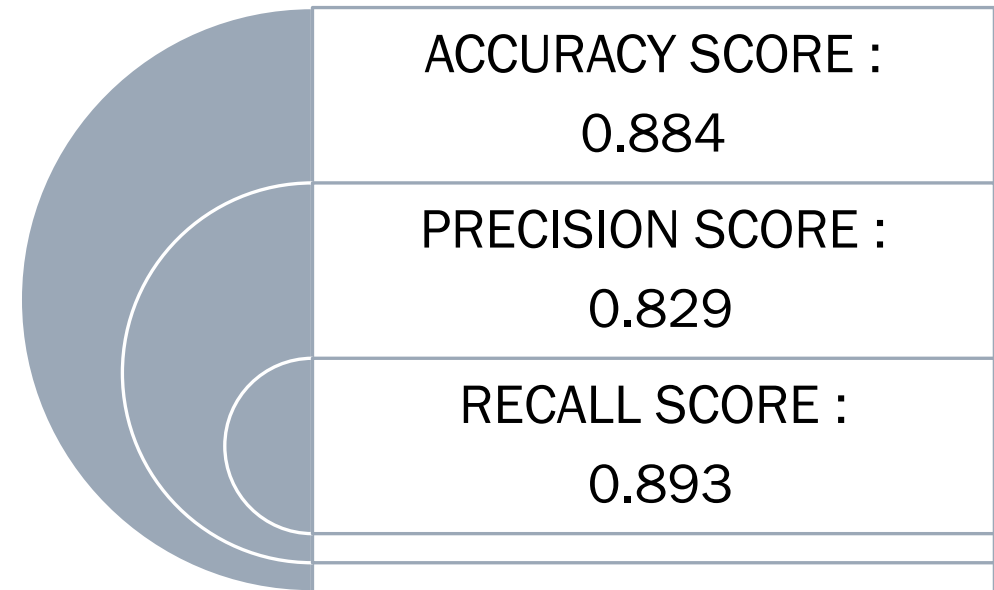 ACCURACY SCORE :
0.884
PRECISION SCORE :
0.829
RECALL SCORE :
0.893